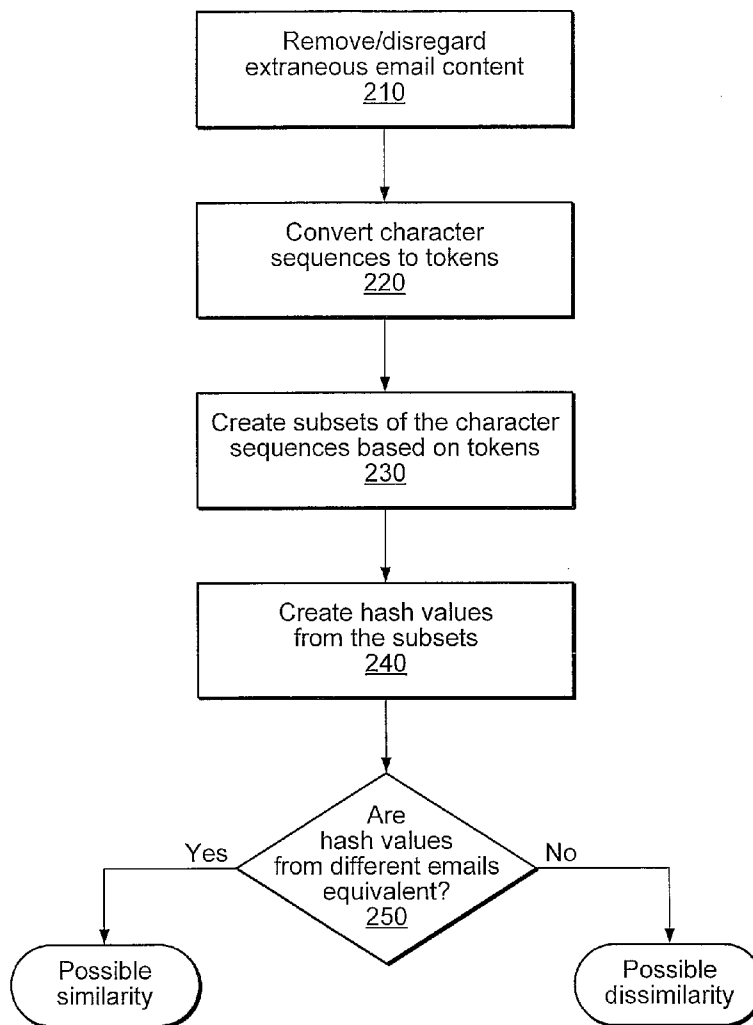 Remove/disregard
extraneous email content
210
Convert character
sequences to tokens
220
Create subsets of the character
sequences based on tokens
230
Create hash values
from the subsets
240
Are
hash values
from different emails
equivalent?
250
Yes
No
Possible
similarity
Possible
dissimilarity